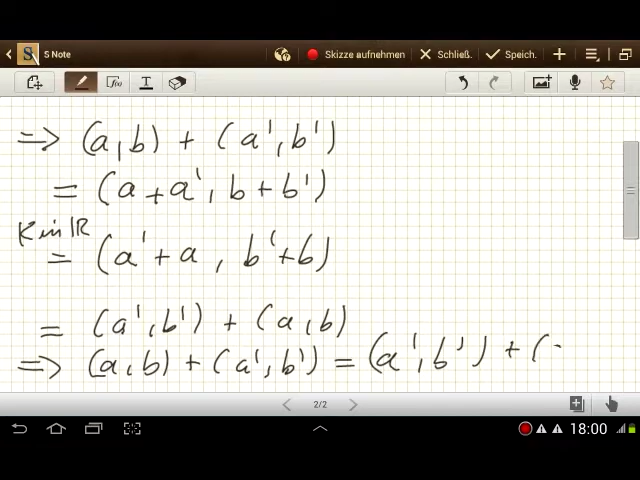 S Note
Skizze aufnehmen
Schließ.
Speich.
f(x)
T
=> (a,b) + (a',b')
= (a+a', b+b')
K in ℝ
= (a'+a, b'+b)
= (a',b') + (a,b)
=> (a,b) + (a',b') = (a',b') + (
2/2
18:00